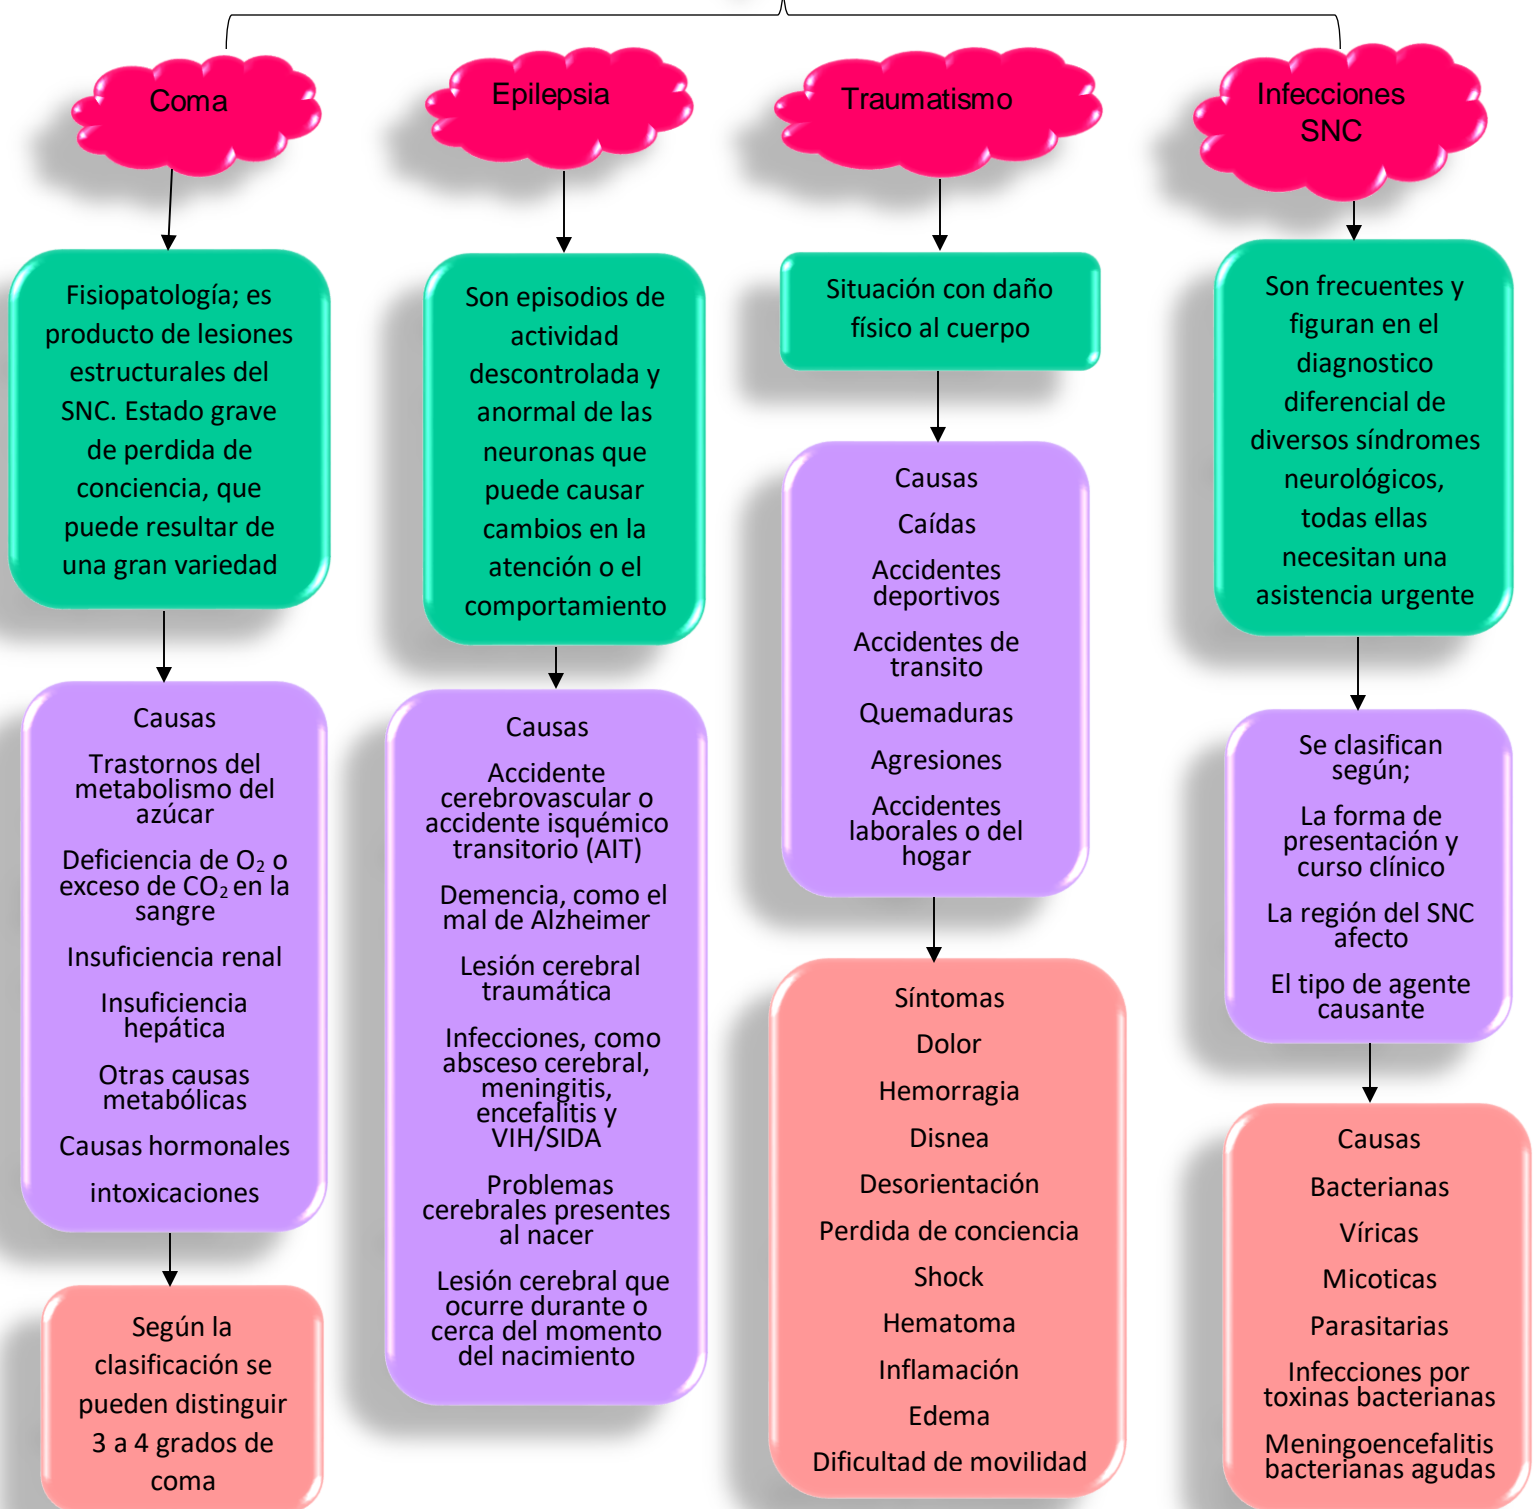 Coma
Fisiopatología; es
producto de lesiones
estructurales del
SNC. Estado grave
de perdida de
conciencia, que
puede resultar de
una gran variedad
Causas
Trastornos del
metabolismo del
azúcar
Deficiencia de O₂ o
exceso de CO₂ en la
sangre
Insuficiencia renal
Insuficiencia
hepática
Otras causas
metabólicas
Causas hormonales
intoxicaciones
Según la
clasificación se
pueden distinguir
3 a 4 grados de
coma
Epilepsia
Son episodios de
actividad
descontrolada y
anormal de las
neuronas que
puede causar
cambios en la
atención o el
comportamiento
Causas
Accidente
cerebrovascular o
accidente isquémico
transitorio (AIT)
Demencia, como el
mal de Alzheimer
Lesión cerebral
traumática
Infecciones, como
absceso cerebral,
meningitis,
encefalitis y
VIH/SIDA
Problemas
cerebrales presentes
al nacer
Lesión cerebral que
ocurre durante o
cerca del momento
del nacimiento
Traumatismo
Situación con daño
físico al cuerpo
Causas
Caídas
Accidentes
deportivos
Accidentes de
transito
Quemaduras
Agresiones
Accidentes
laborales o del
hogar
Síntomas
Dolor
Hemorragia
Disnea
Desorientación
Perdida de conciencia
Shock
Hematoma
Inflamación
Edema
Dificultad de movilidad
Infecciones
SNC
Son frecuentes y
figuran en el
diagnostico
diferencial de
diversos síndromes
neurológicos,
todas ellas
necesitan una
asistencia urgente
Se clasifican
según;
La forma de
presentación y
curso clínico
La región del SNC
afecto
El tipo de agente
causante
Causas
Bacterianas
Víricas
Micoticas
Parasitarias
Infecciones por
toxinas bacterianas
Meningoencefalitis
bacterianas agudas